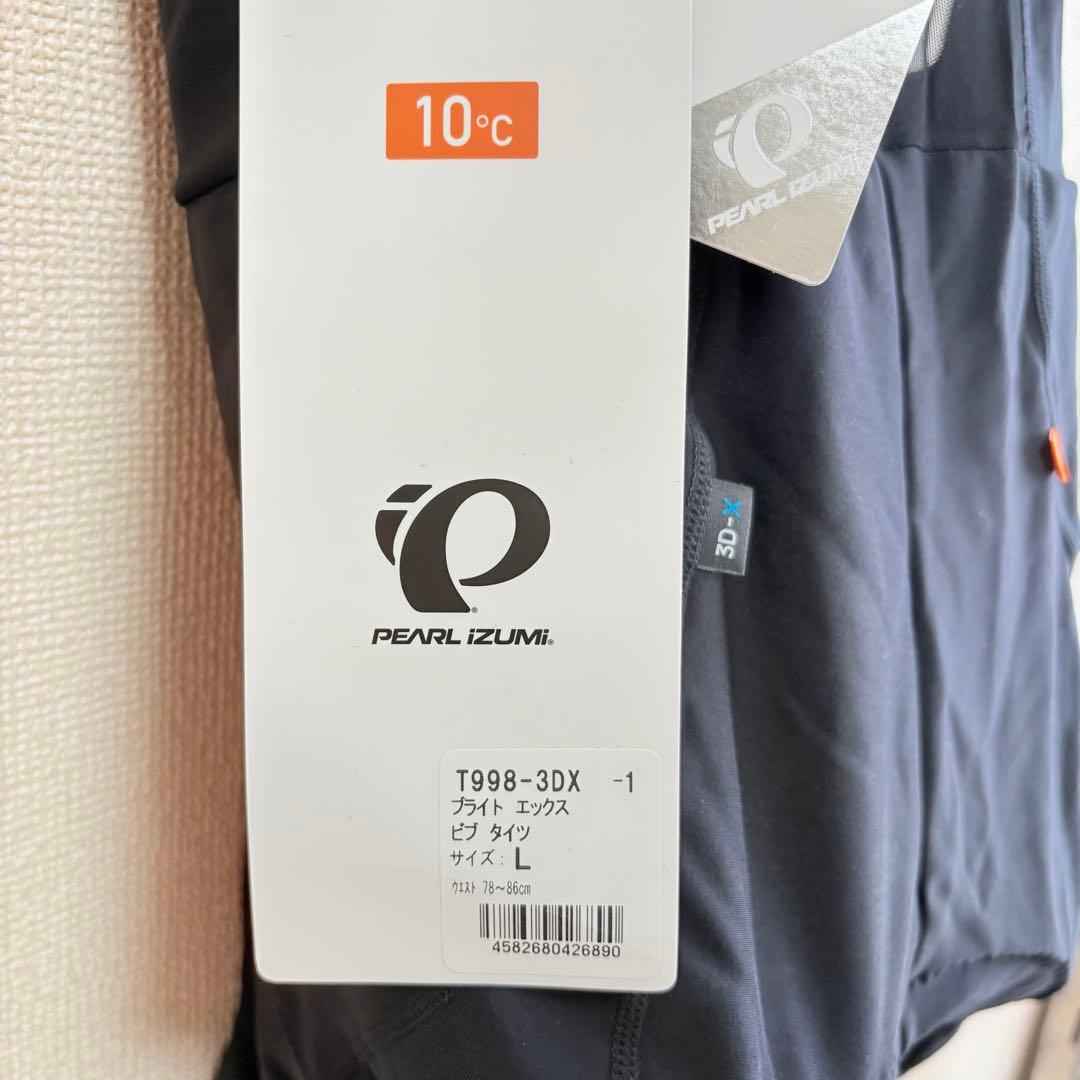 10°C
PEARL iZUMi
PEARL iZUMi®
3D-X
T998-3DX -1
ブライト エックス
ビブ タイツ
サイズ: L
ウエスト 78～86cm
4582680426890